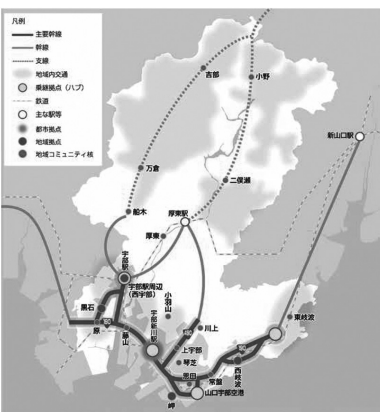 凡例
主要幹線
幹線
支線
地域内交通
乗継拠点（ハブ）
鉄道
主な駅等
都市拠点
地域拠点
地域コミュニティ核
吉部
小野
新山口駅
万倉
二俣瀬
船木
厚東駅
厚東
宇部駅
宇部駅周辺
（西宇部）
小羽山
黒石
原
藤山
宇部新川駅
川上
上宇部
琴芝
恩田
常盤
西岐波
東岐波
岬
山口宇部空港